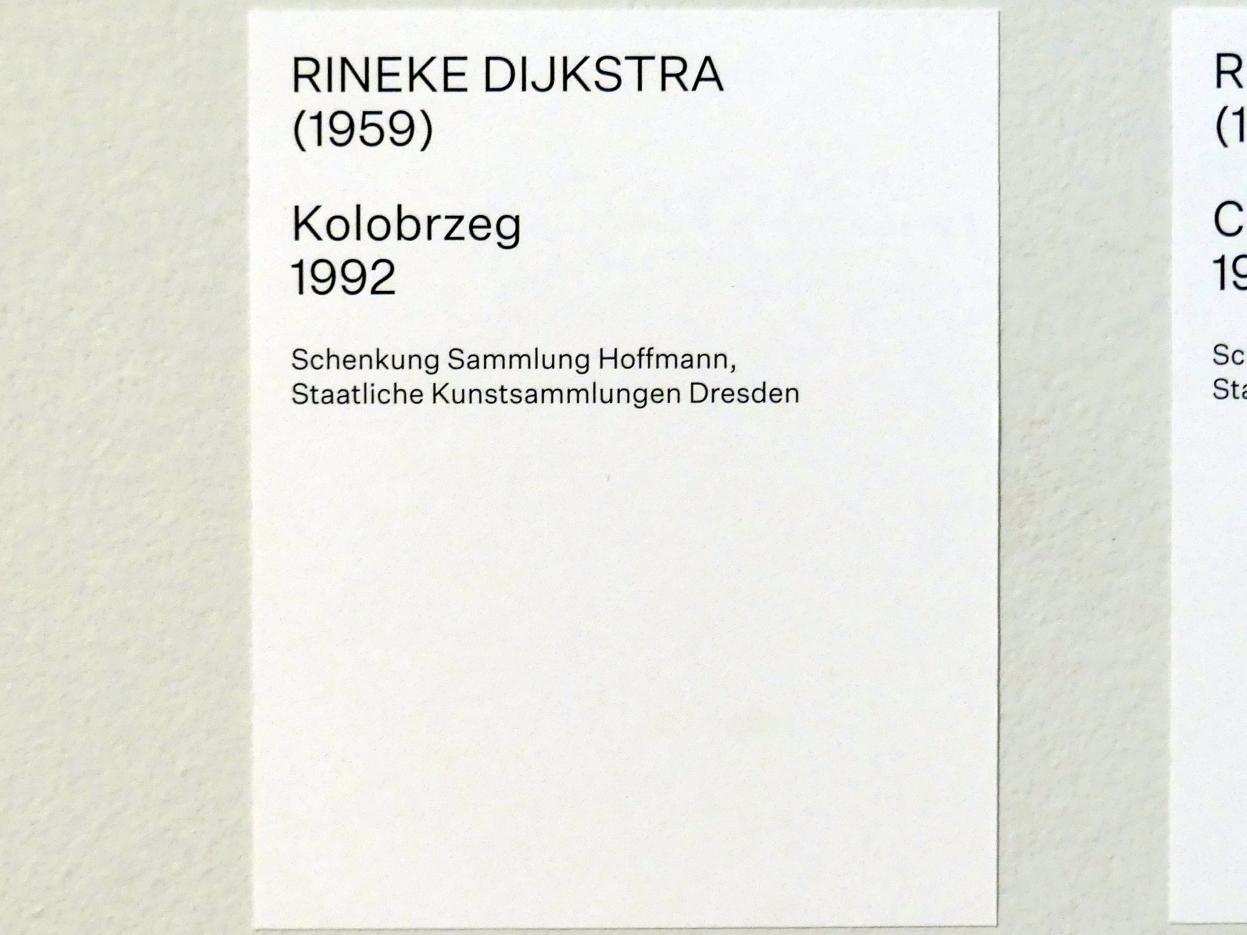 RINEKE DIJKSTRA
(1959)
Kolobrzeg
1992
Schenkung Sammlung Hoffmann,
Staatliche Kunstsammlungen Dresden